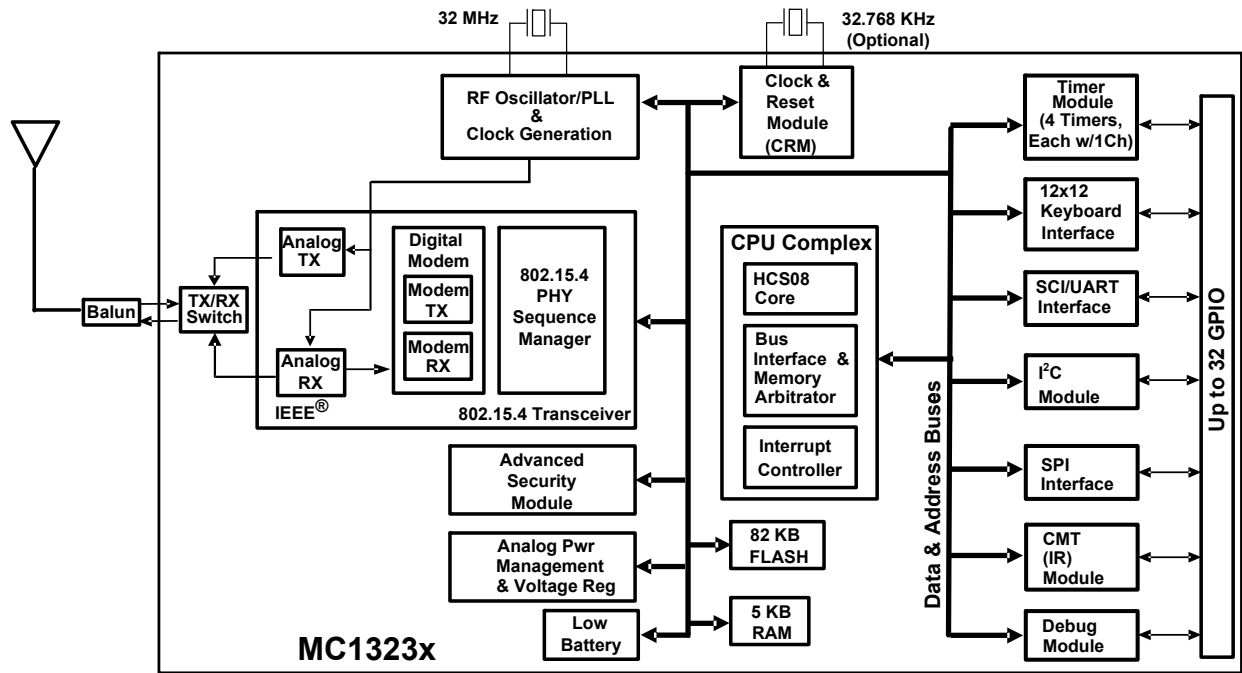 32 MHz
32.768 KHz
(Optional)
RF Oscillator/PLL
&
Clock Generation
Clock &
Reset
Module
(CRM)
Timer
Module
(4 Timers,
Each w/1Ch)
12x12
Keyboard
Interface
SCI/UART
Interface
I²C
Module
SPI
Interface
CMT
(IR)
Module
Debug
Module
Up to 32 GPIO
Data & Address Buses
Balun
TX/RX
Switch
Analog
TX
Analog
RX
IEEE®
Digital
Modem
Modem
TX
Modem
RX
802.15.4
PHY
Sequence
Manager
802.15.4 Transceiver
CPU Complex
HCS08
Core
Bus
Interface &
Memory
Arbitrator
Interrupt
Controller
Advanced
Security
Module
Analog Pwr
Management
& Voltage Reg
Low
Battery
82 KB
FLASH
5 KB
RAM
MC1323x